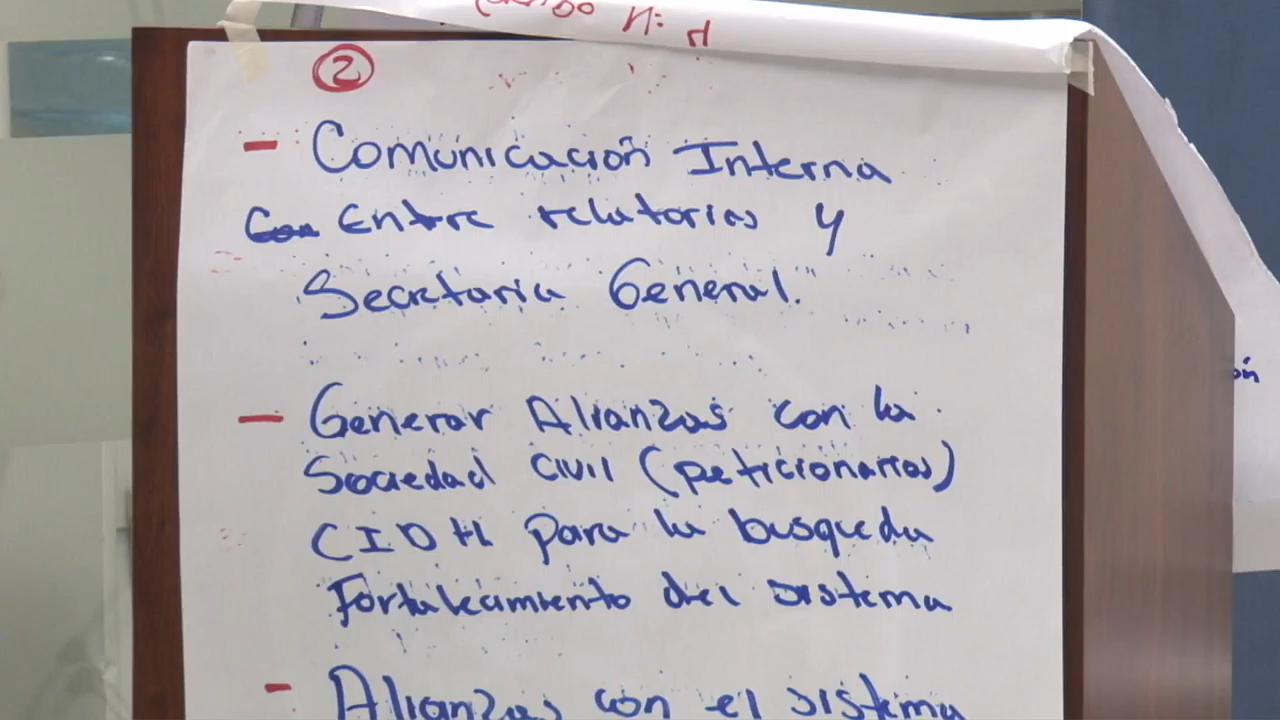 ②
- Comunicación Interna
Entre relatorias y
Secretaria General.
- Generar Alianzas con la
Sociedad Civil (peticionarios)
CIDH para la busqueda
Fortalecimiento del sistema
- Alianzas con el sistema